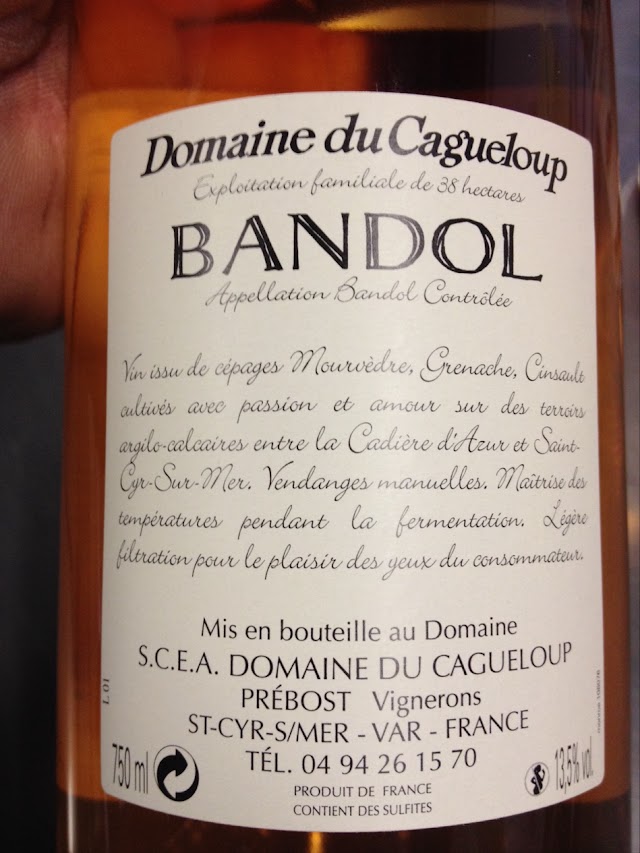 Domaine du Cagueloup
Exploitation familiale de 38 hectares
BANDOL
Appellation Bandol Contrôlée
Vin issu de cépages Mourvèdre, Grenache, Cinsault
cultivés avec passion et amour sur des terroirs
argilo-calcaires entre la Cadière d'Azur et Saint-
Cyr-Sur-Mer. Vendanges manuelles. Maîtrise des
températures pendant la fermentation. Légère
filtration pour le plaisir des yeux du consommateur.
Mis en bouteille au Domaine
S.C.E.A. DOMAINE DU CAGUELOUP
PRÉBOST Vignerons
ST-CYR-S/MER - VAR - FRANCE
TÉL. 04 94 26 15 70
PRODUIT DE FRANCE
CONTIENT DES SULFITES
L 01
750 ml
13,5% vol.